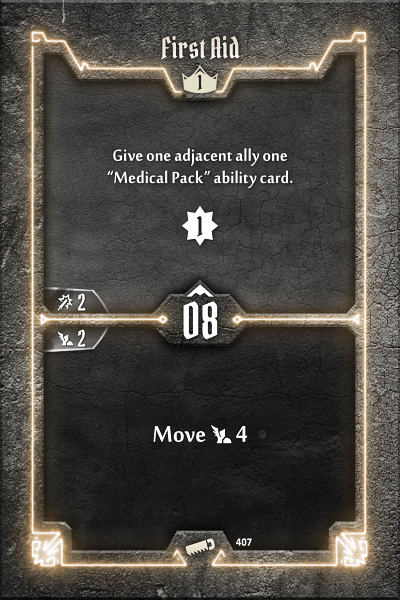 First Aid
1
Give one adjacent ally one
“Medical Pack” ability card.
1
2
08
2
Move 4
407